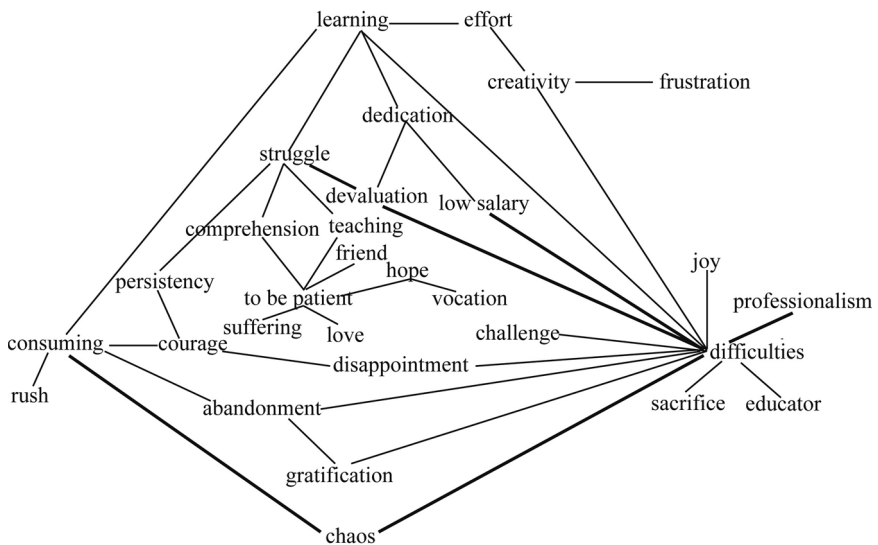 learning
effort
creativity
frustration
dedication
struggle
devaluation
low salary
comprehension
teaching
friend
hope
joy
persistency
to be patient
vocation
professionalism
suffering
love
challenge
consuming
courage
disappointment
difficulties
rush
abandonment
sacrifice
educator
gratification
chaos